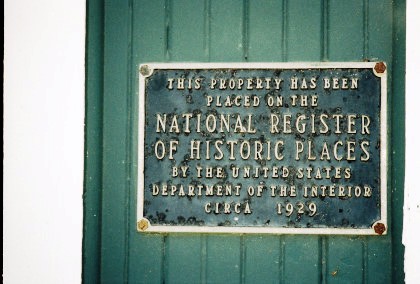 THIS PROPERTY HAS BEEN
PLACED ON THE
NATIONAL REGISTER
OF HISTORIC PLACES
BY THE UNITED STATES
DEPARTMENT OF THE INTERIOR
CIRCA 1929